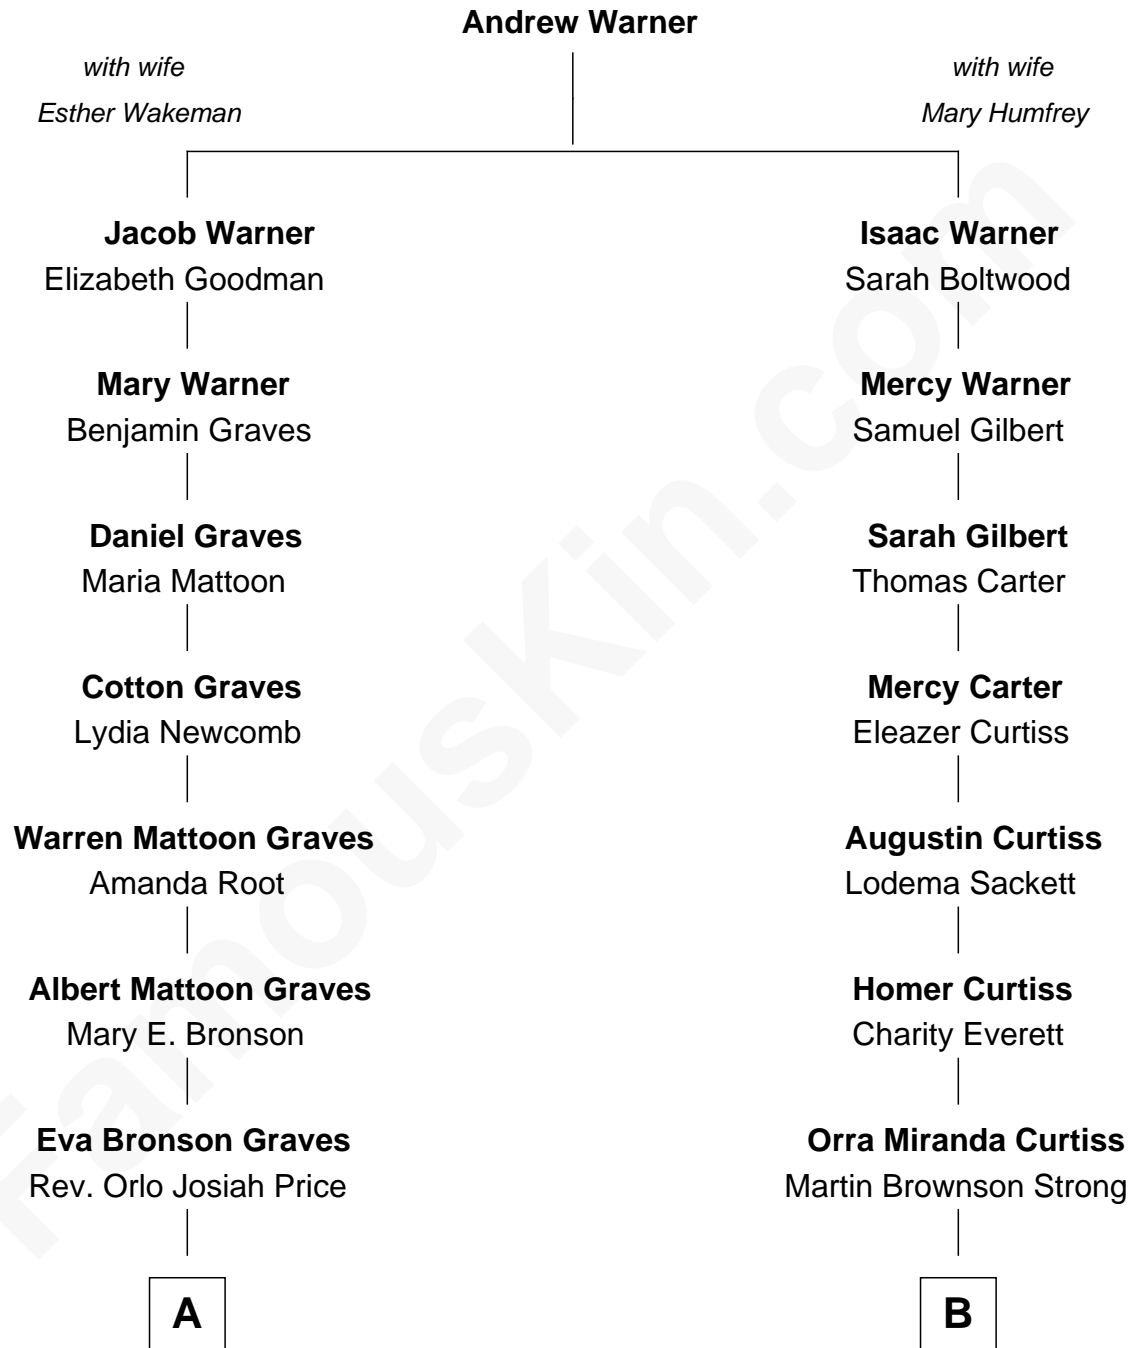 Andrew Warner
with wife
Esther Wakeman
with wife
Mary Humfrey
Jacob Warner
Elizabeth Goodman
Isaac Warner
Sarah Boltwood
Mary Warner
Benjamin Graves
Mercy Warner
Samuel Gilbert
Daniel Graves
Maria Mattoon
Sarah Gilbert
Thomas Carter
Cotton Graves
Lydia Newcomb
Mercy Carter
Eleazer Curtiss
Warren Mattoon Graves
Amanda Root
Augustin Curtiss
Lodema Sackett
Albert Mattoon Graves
Mary E. Bronson
Homer Curtiss
Charity Everett
Eva Bronson Graves
Rev. Orlo Josiah Price
Orra Miranda Curtiss
Martin Brownson Strong
A
B
FamousKin.com